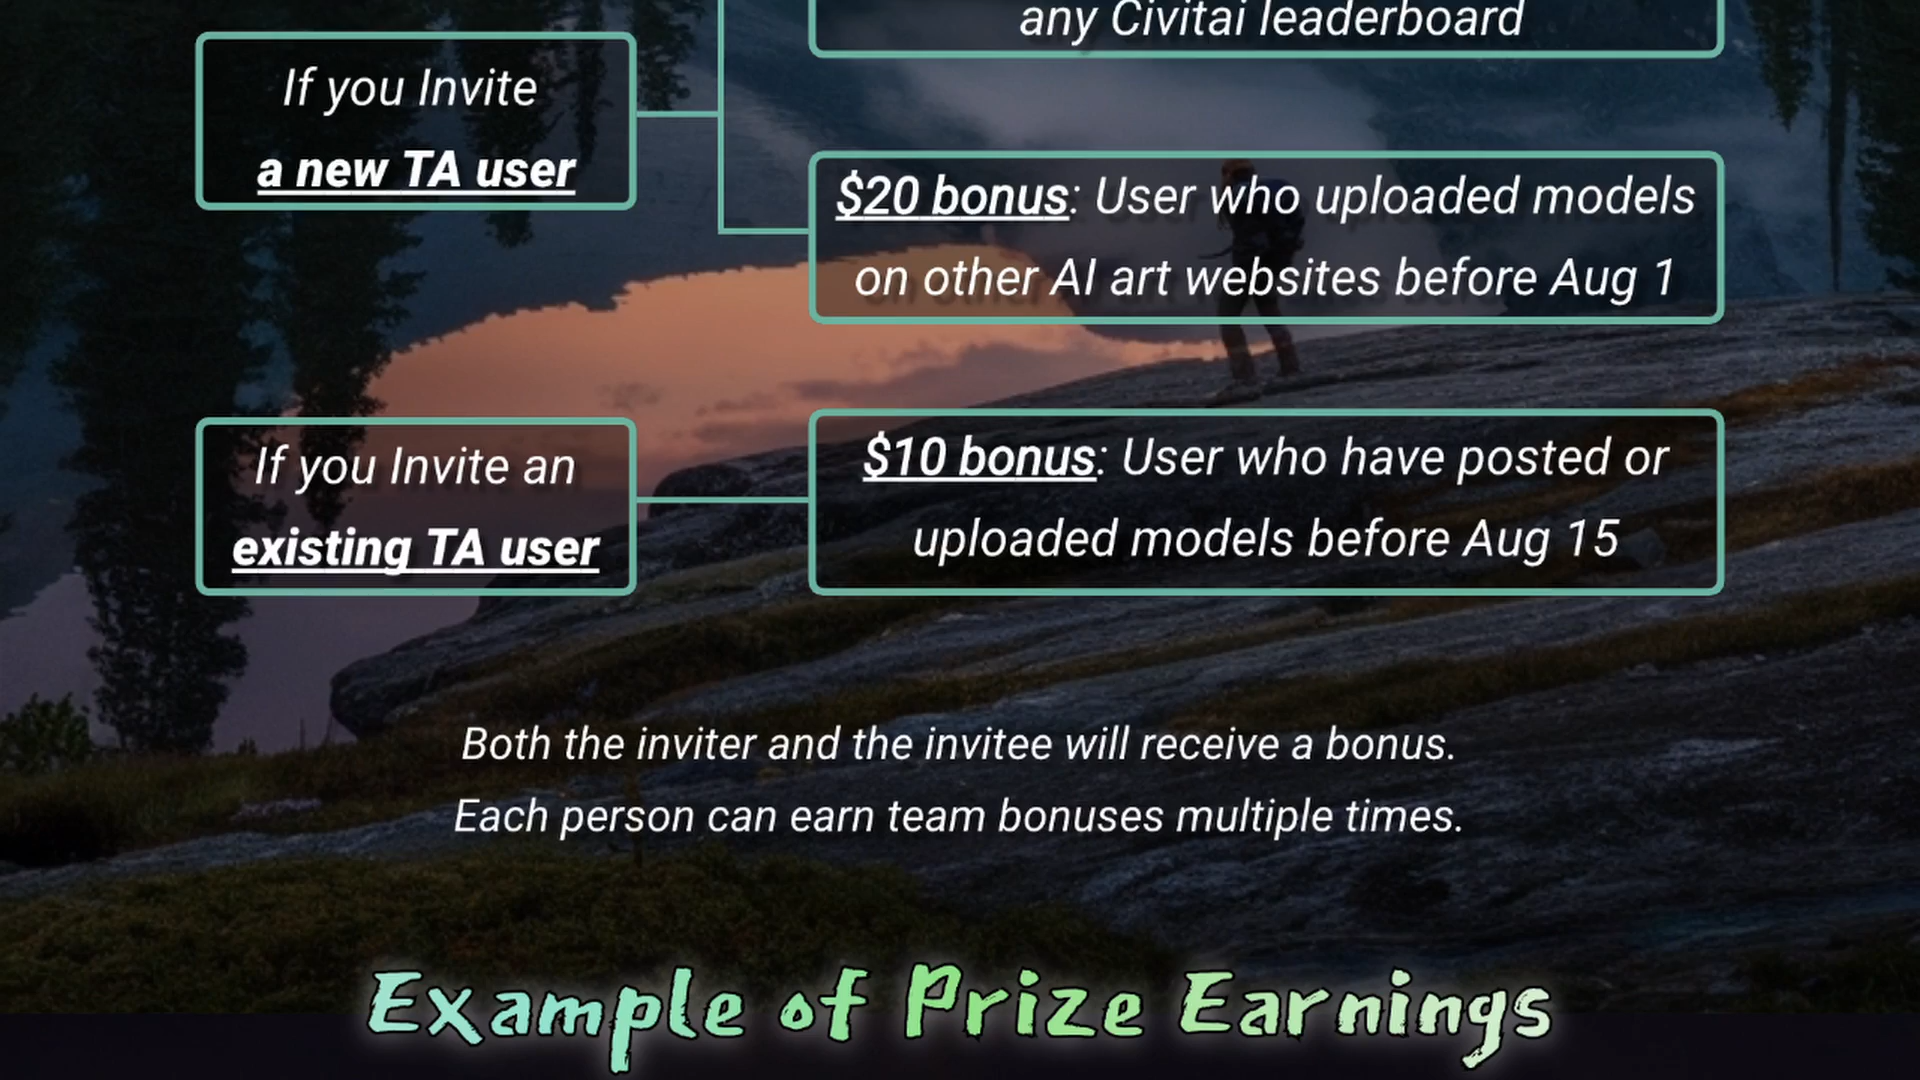 any Civitai leaderboard
If you Invite
a new TA user
$20 bonus: User who uploaded models
on other AI art websites before Aug 1
If you Invite an
existing TA user
$10 bonus: User who have posted or
uploaded models before Aug 15
Both the inviter and the invitee will receive a bonus.
Each person can earn team bonuses multiple times.
Example of Prize Earnings